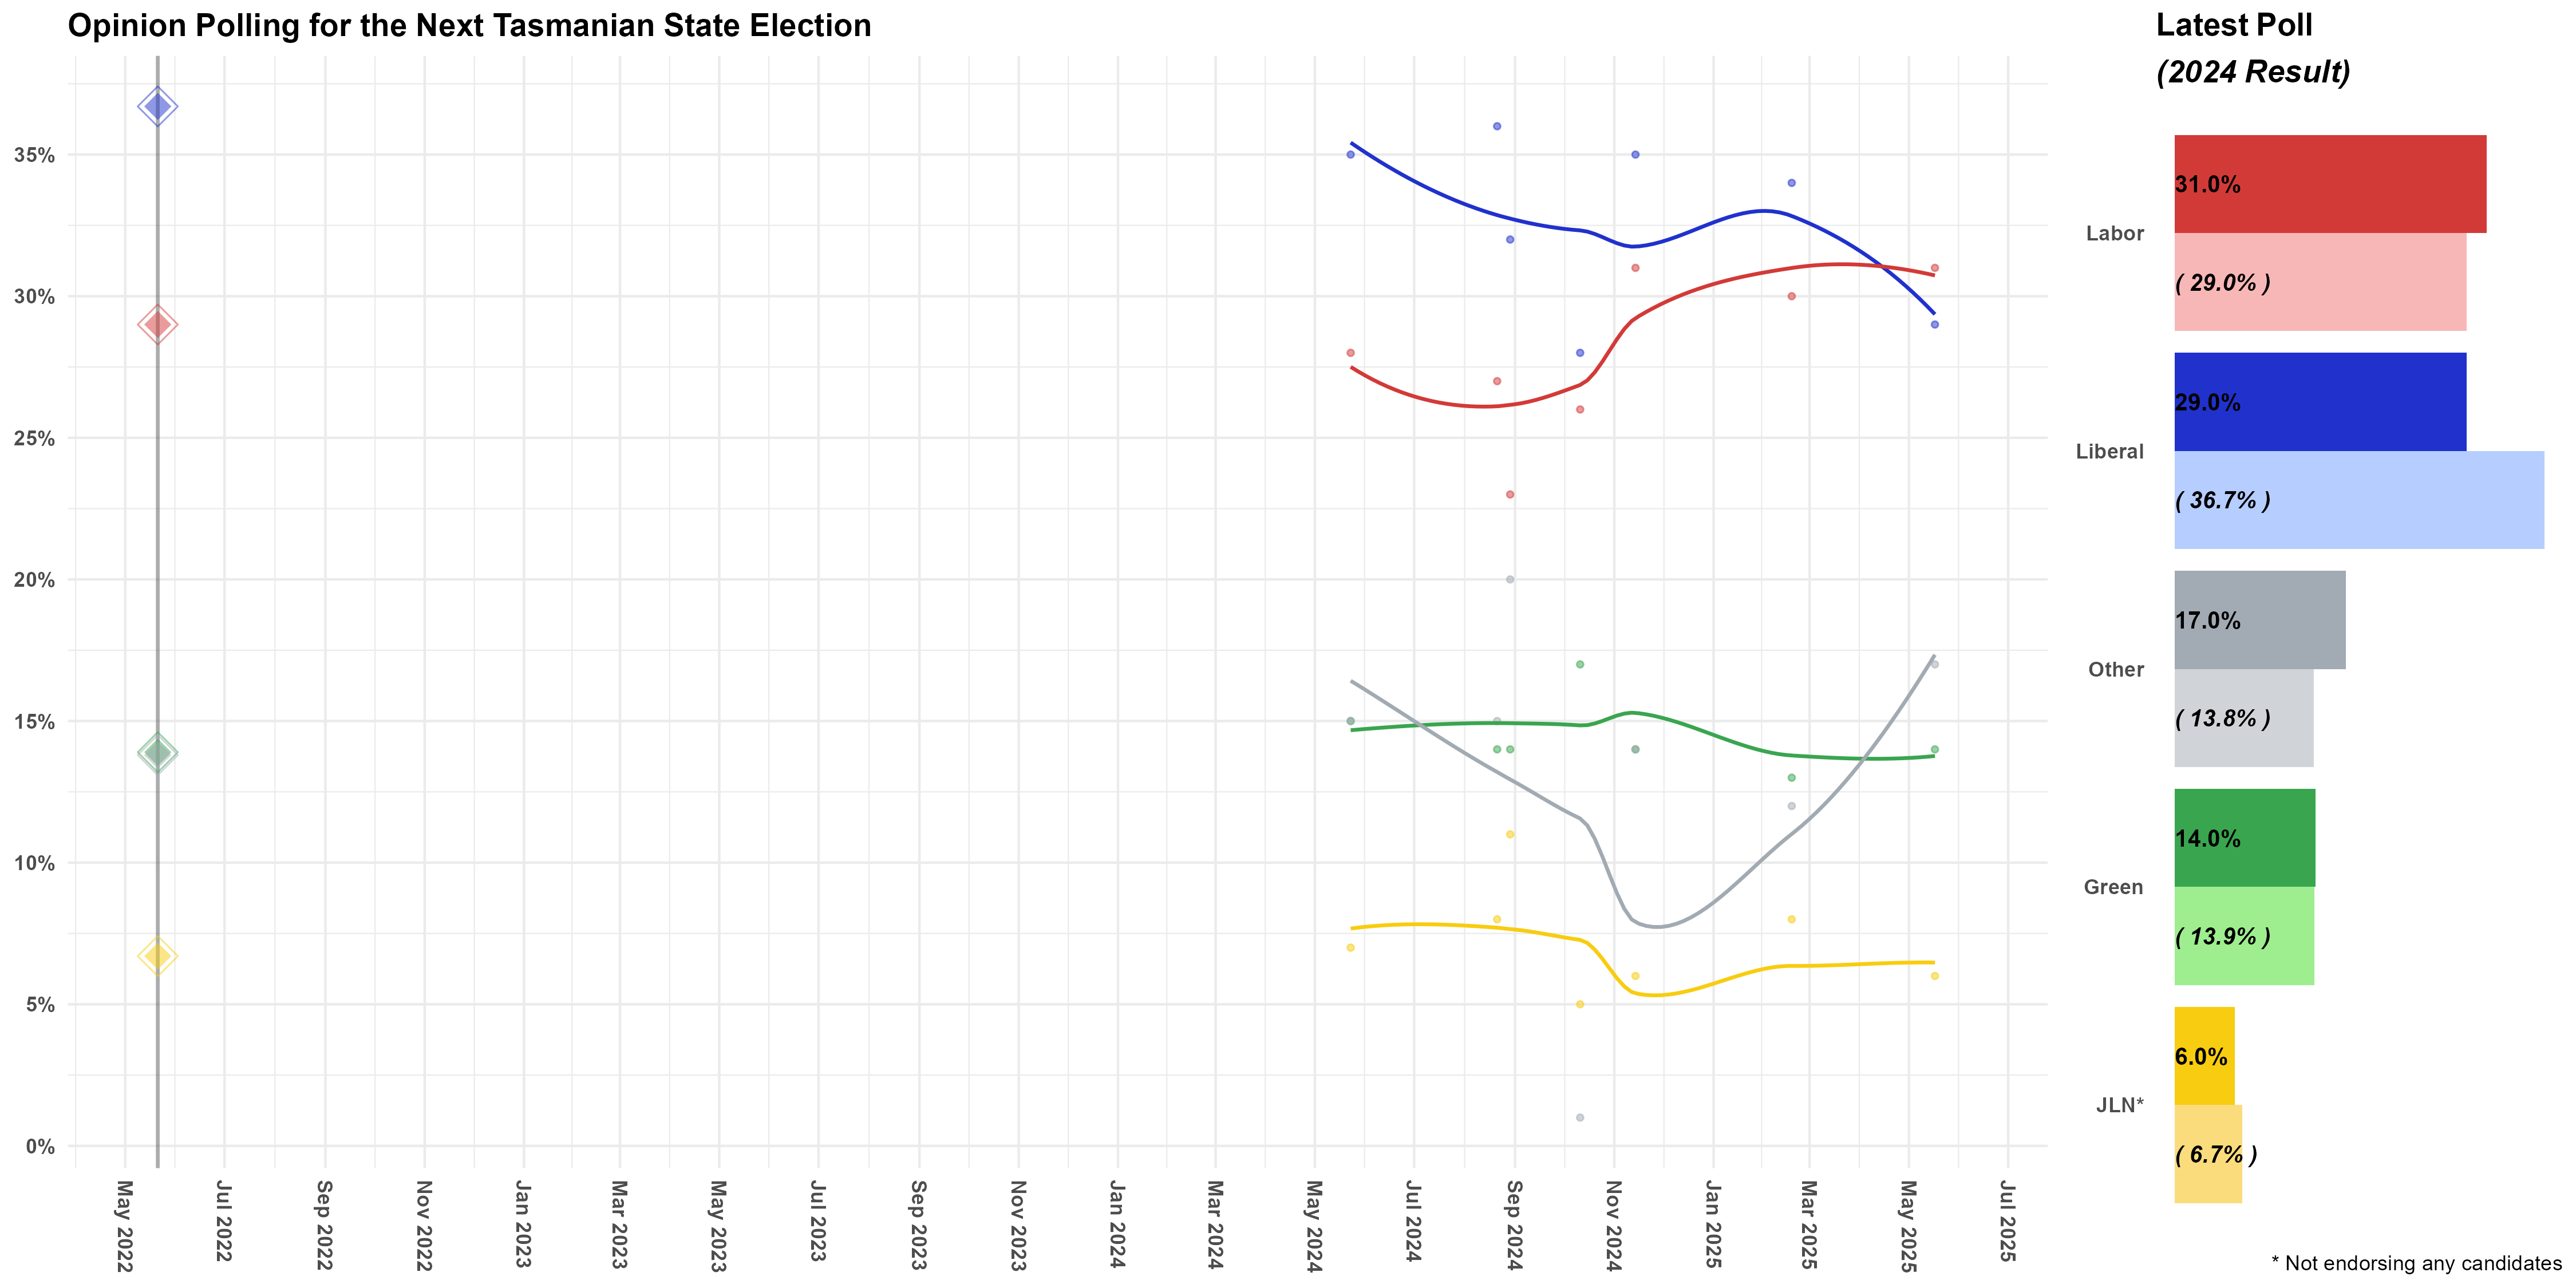 Opinion Polling for the Next Tasmanian State Election
35%
30%
25%
20%
15%
10%
5%
0%
May 2022
Jul 2022
Sep 2022
Nov 2022
Jan 2023
Mar 2023
May 2023
Jul 2023
Sep 2023
Nov 2023
Jan 2024
Mar 2024
May 2024
Jul 2024
Sep 2024
Nov 2024
Jan 2025
Mar 2025
May 2025
Jul 2025
Latest Poll
(2024 Result)
Labor
31.0%
( 29.0% )
Liberal
29.0%
( 36.7% )
Other
17.0%
( 13.8% )
Green
14.0%
( 13.9% )
JLN*
6.0%
( 6.7% )
* Not endorsing any candidates